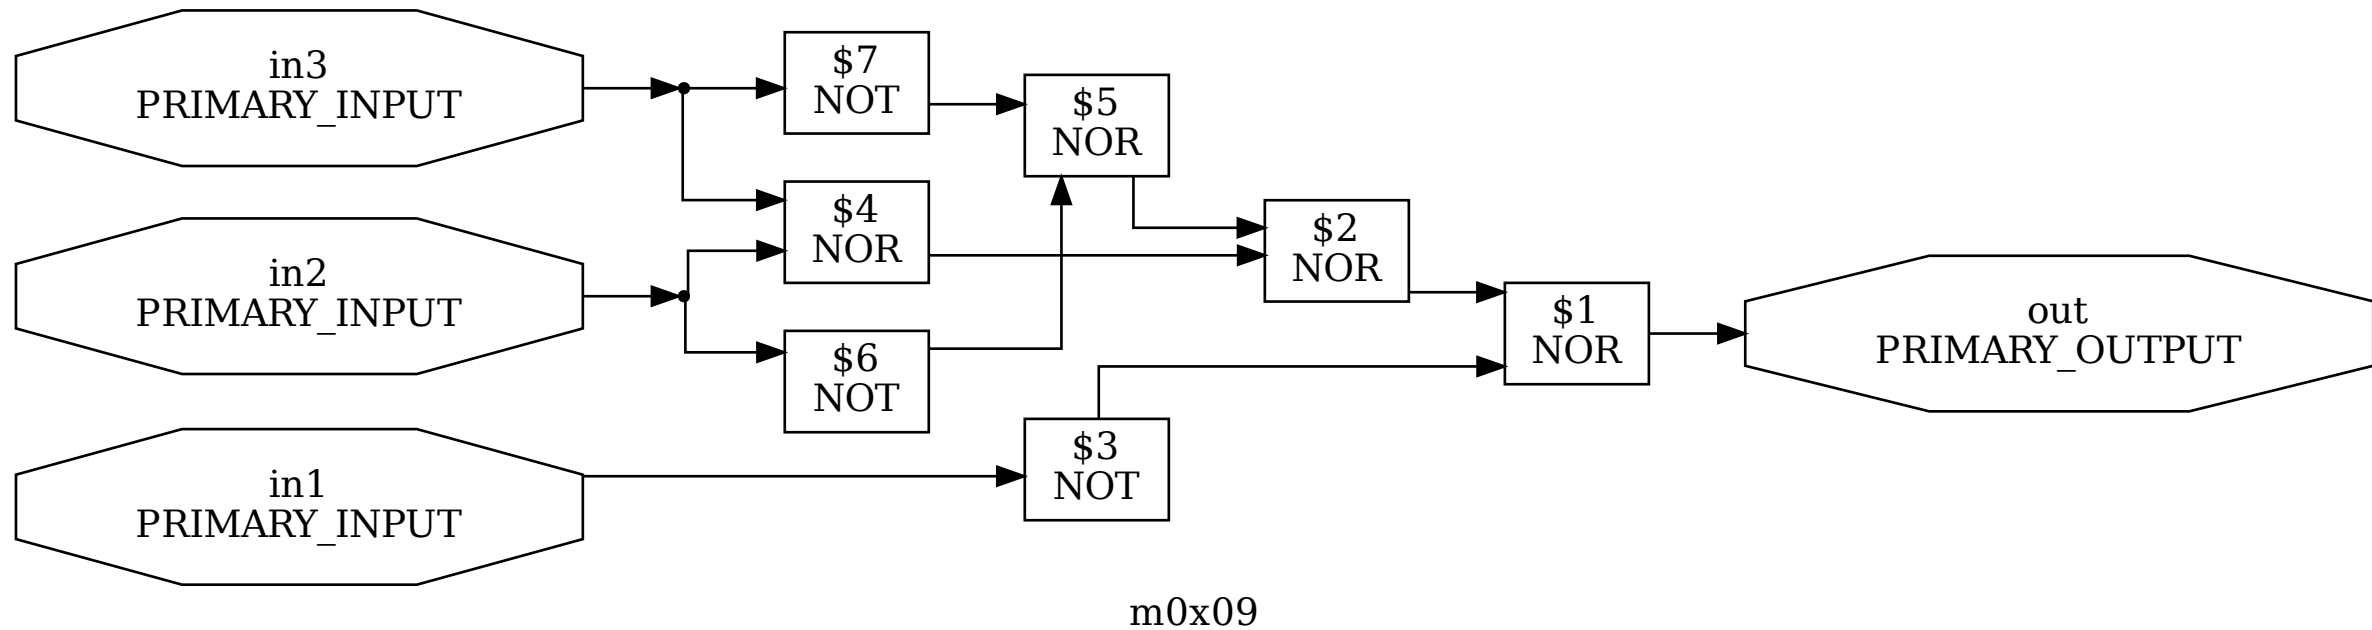 in3
PRIMARY_INPUT
in2
PRIMARY_INPUT
in1
PRIMARY_INPUT
$7
NOT
$4
NOR
$6
NOT
$5
NOR
$3
NOT
$2
NOR
$1
NOR
out
PRIMARY_OUTPUT
m0x09